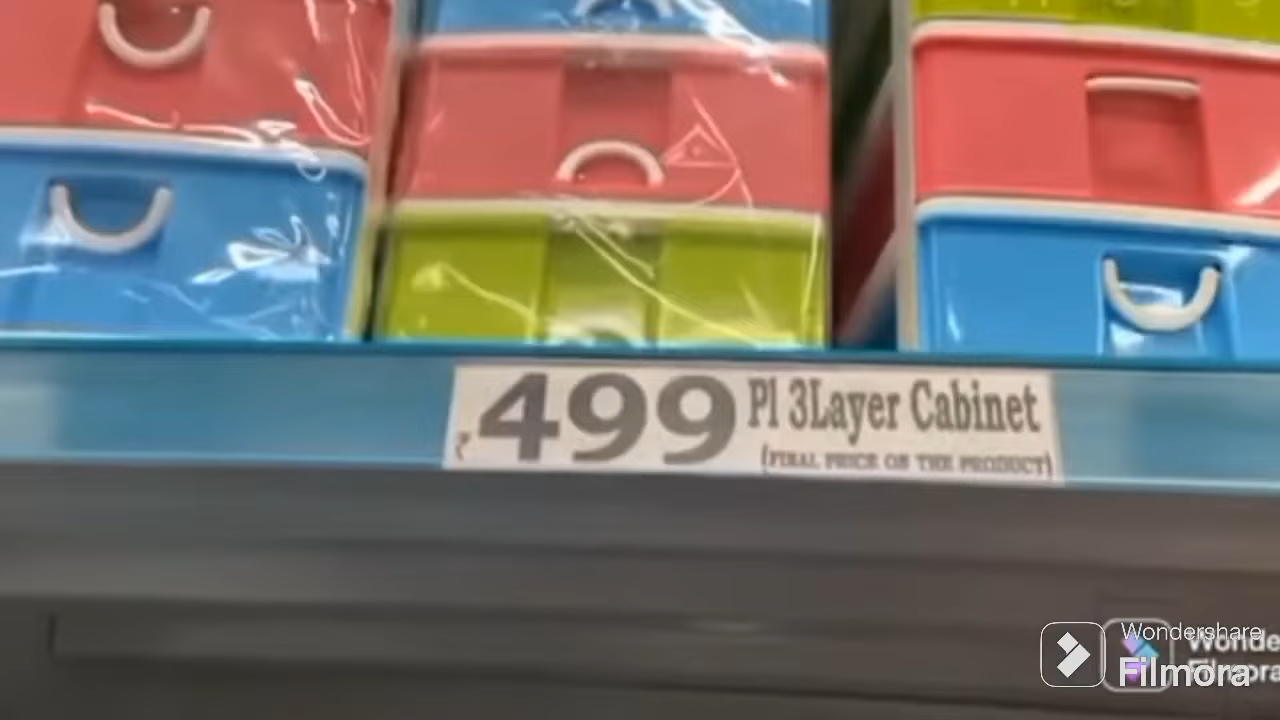 ₹499 Pl 3Layer Cabinet
(FINAL PRICE OF THE PRODUCT)
Wondershare
Filmora